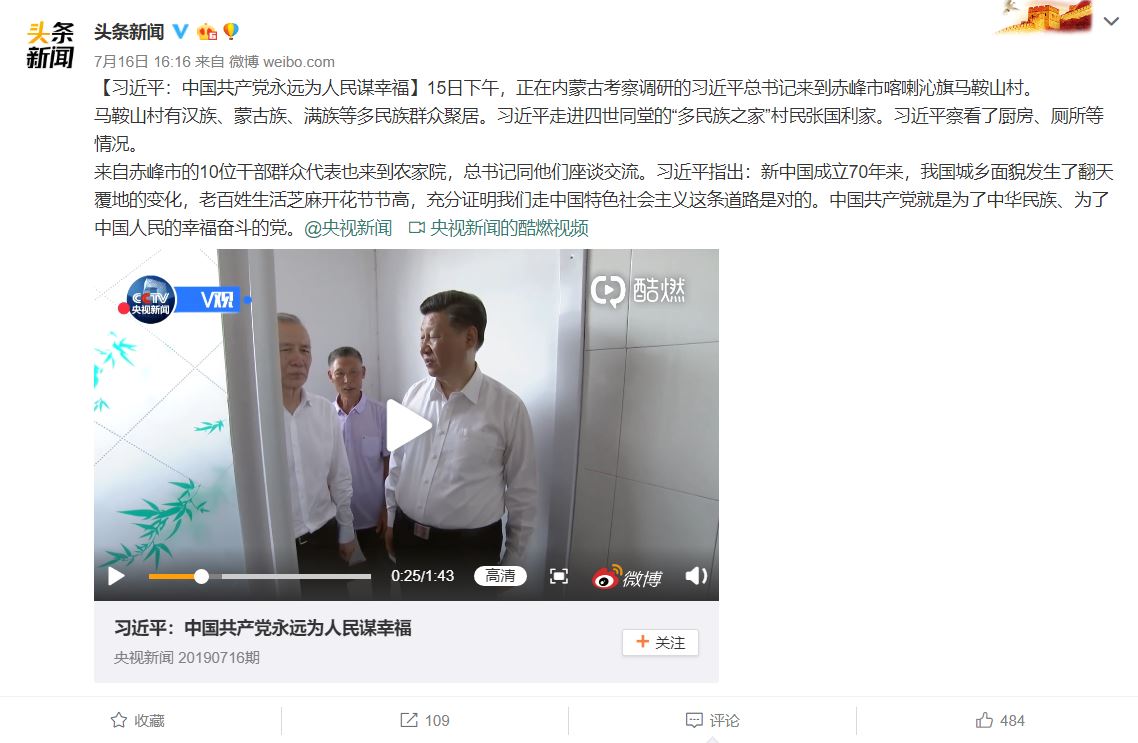 头条
新闻
头条新闻
7月16日 16:16 来自 微博 weibo.com
【习近平：中国共产党永远为人民谋幸福】15日下午，正在内蒙古考察调研的习近平总书记来到赤峰市喀喇沁旗马鞍山村。
马鞍山村有汉族、蒙古族、满族等多民族群众聚居。习近平走进四世同堂的“多民族之家”村民张国利家。习近平察看了厨房、厕所等
情况。
来自赤峰市的10位干部群众代表也来到农家院，总书记同他们座谈交流。习近平指出：新中国成立70年来，我国城乡面貌发生了翻天
覆地的变化，老百姓生活芝麻开花节节高，充分证明我们走中国特色社会主义这条道路是对的。中国共产党就是为了中华民族、为了
中国人民的幸福奋斗的党。@央视新闻 央视新闻的酷燃视频
CCTV
央视新闻
V观
酷燃
0:25/1:43
高清
微博
习近平：中国共产党永远为人民谋幸福
央视新闻 20190716期
+ 关注
收藏
109
评论
484